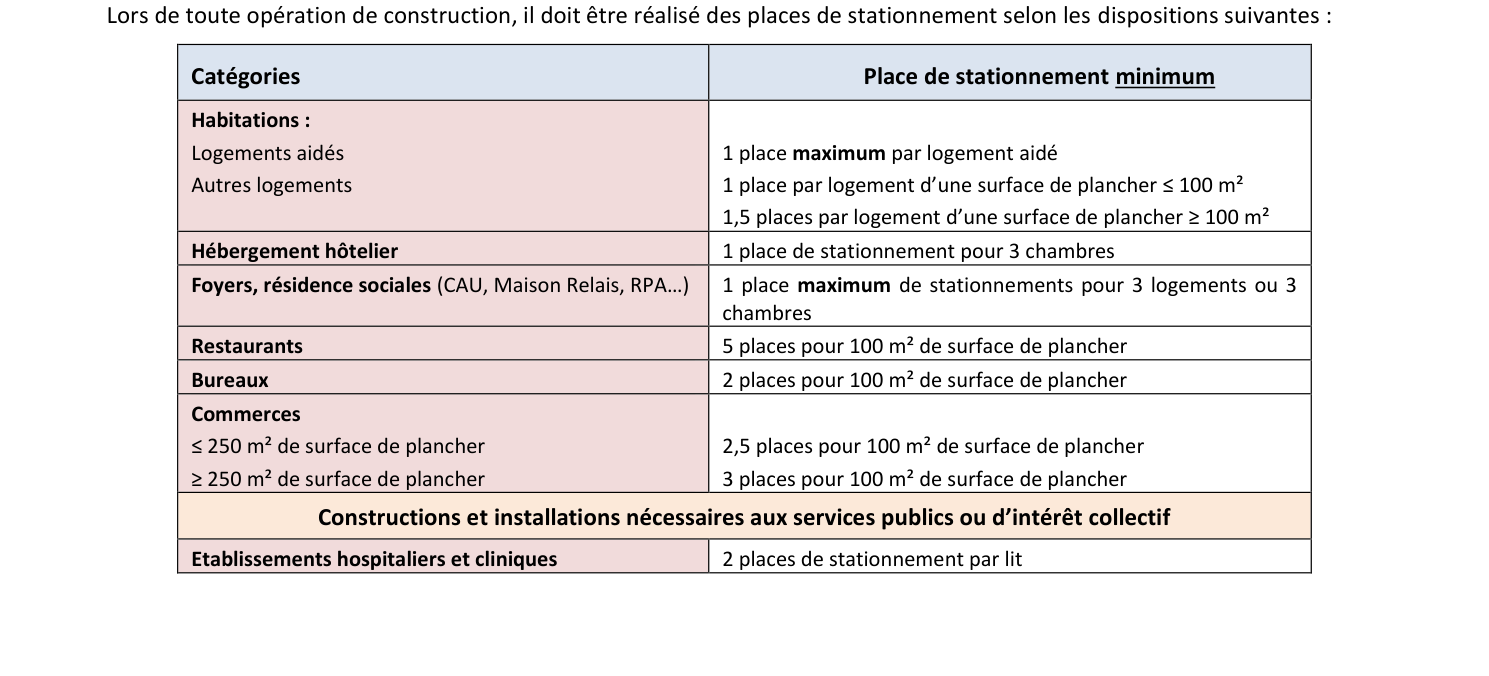 Lors de toute opération de construction, il doit être réalisé des places de stationnement selon les dispositions suivantes :
Catégories
Place de stationnement minimum
Habitations :
Logements aidés
1 place maximum par logement aidé
Autres logements
1 place par logement d’une surface de plancher ≤ 100 m²
1,5 places par logement d’une surface de plancher ≥ 100 m²
Hébergement hôtelier
1 place de stationnement pour 3 chambres
Foyers, résidence sociales (CAU, Maison Relais, RPA…)
1 place maximum de stationnements pour 3 logements ou 3
chambres
Restaurants
5 places pour 100 m² de surface de plancher
Bureaux
2 places pour 100 m² de surface de plancher
Commerces
≤ 250 m² de surface de plancher
2,5 places pour 100 m² de surface de plancher
≥ 250 m² de surface de plancher
3 places pour 100 m² de surface de plancher
Constructions et installations nécessaires aux services publics ou d’intérêt collectif
Etablissements hospitaliers et cliniques
2 places de stationnement par lit